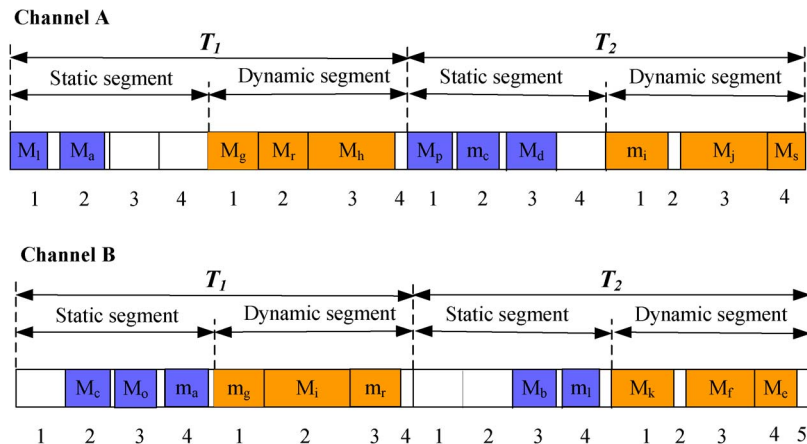 Channel A
T1 T2
Static segment Dynamic segment Static segment Dynamic segment
Ml Ma Mg Mr Mh Mp mc Md mi Mj Ms
1 2 3 4 1 2 3 4 1 2 3 4 1 2 3 4
Channel B
T1 T2
Static segment Dynamic segment Static segment Dynamic segment
Mc Mo ma mg Mi mr Mb ml Mk Mf Me
1 2 3 4 1 2 3 4 1 2 3 4 1 2 3 4 5